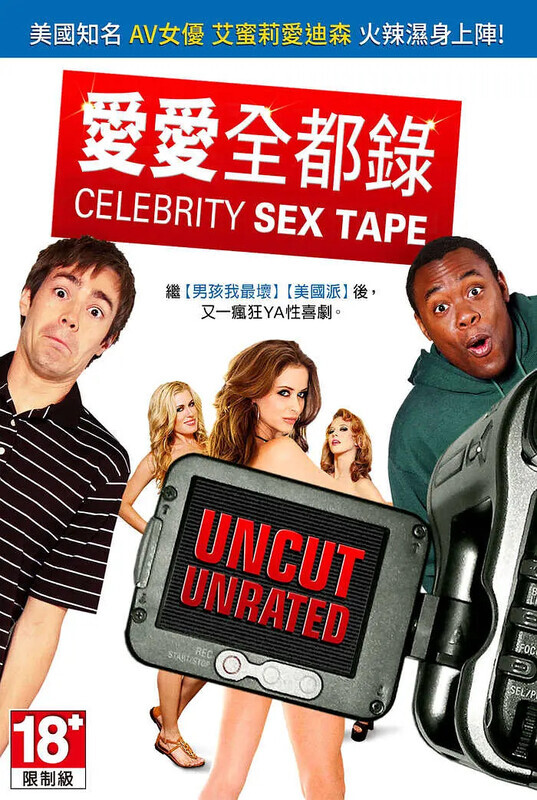 美國知名 AV女優 艾蜜莉愛迪森 火辣濕身上陣!
愛愛全都錄
CELEBRITY SEX TAPE
繼【男孩我最壞】【美國派】後，
又一瘋狂YA性喜劇。
UNCUT
UNRATED
REC
START/STOP
SEL/P
18+
限制級